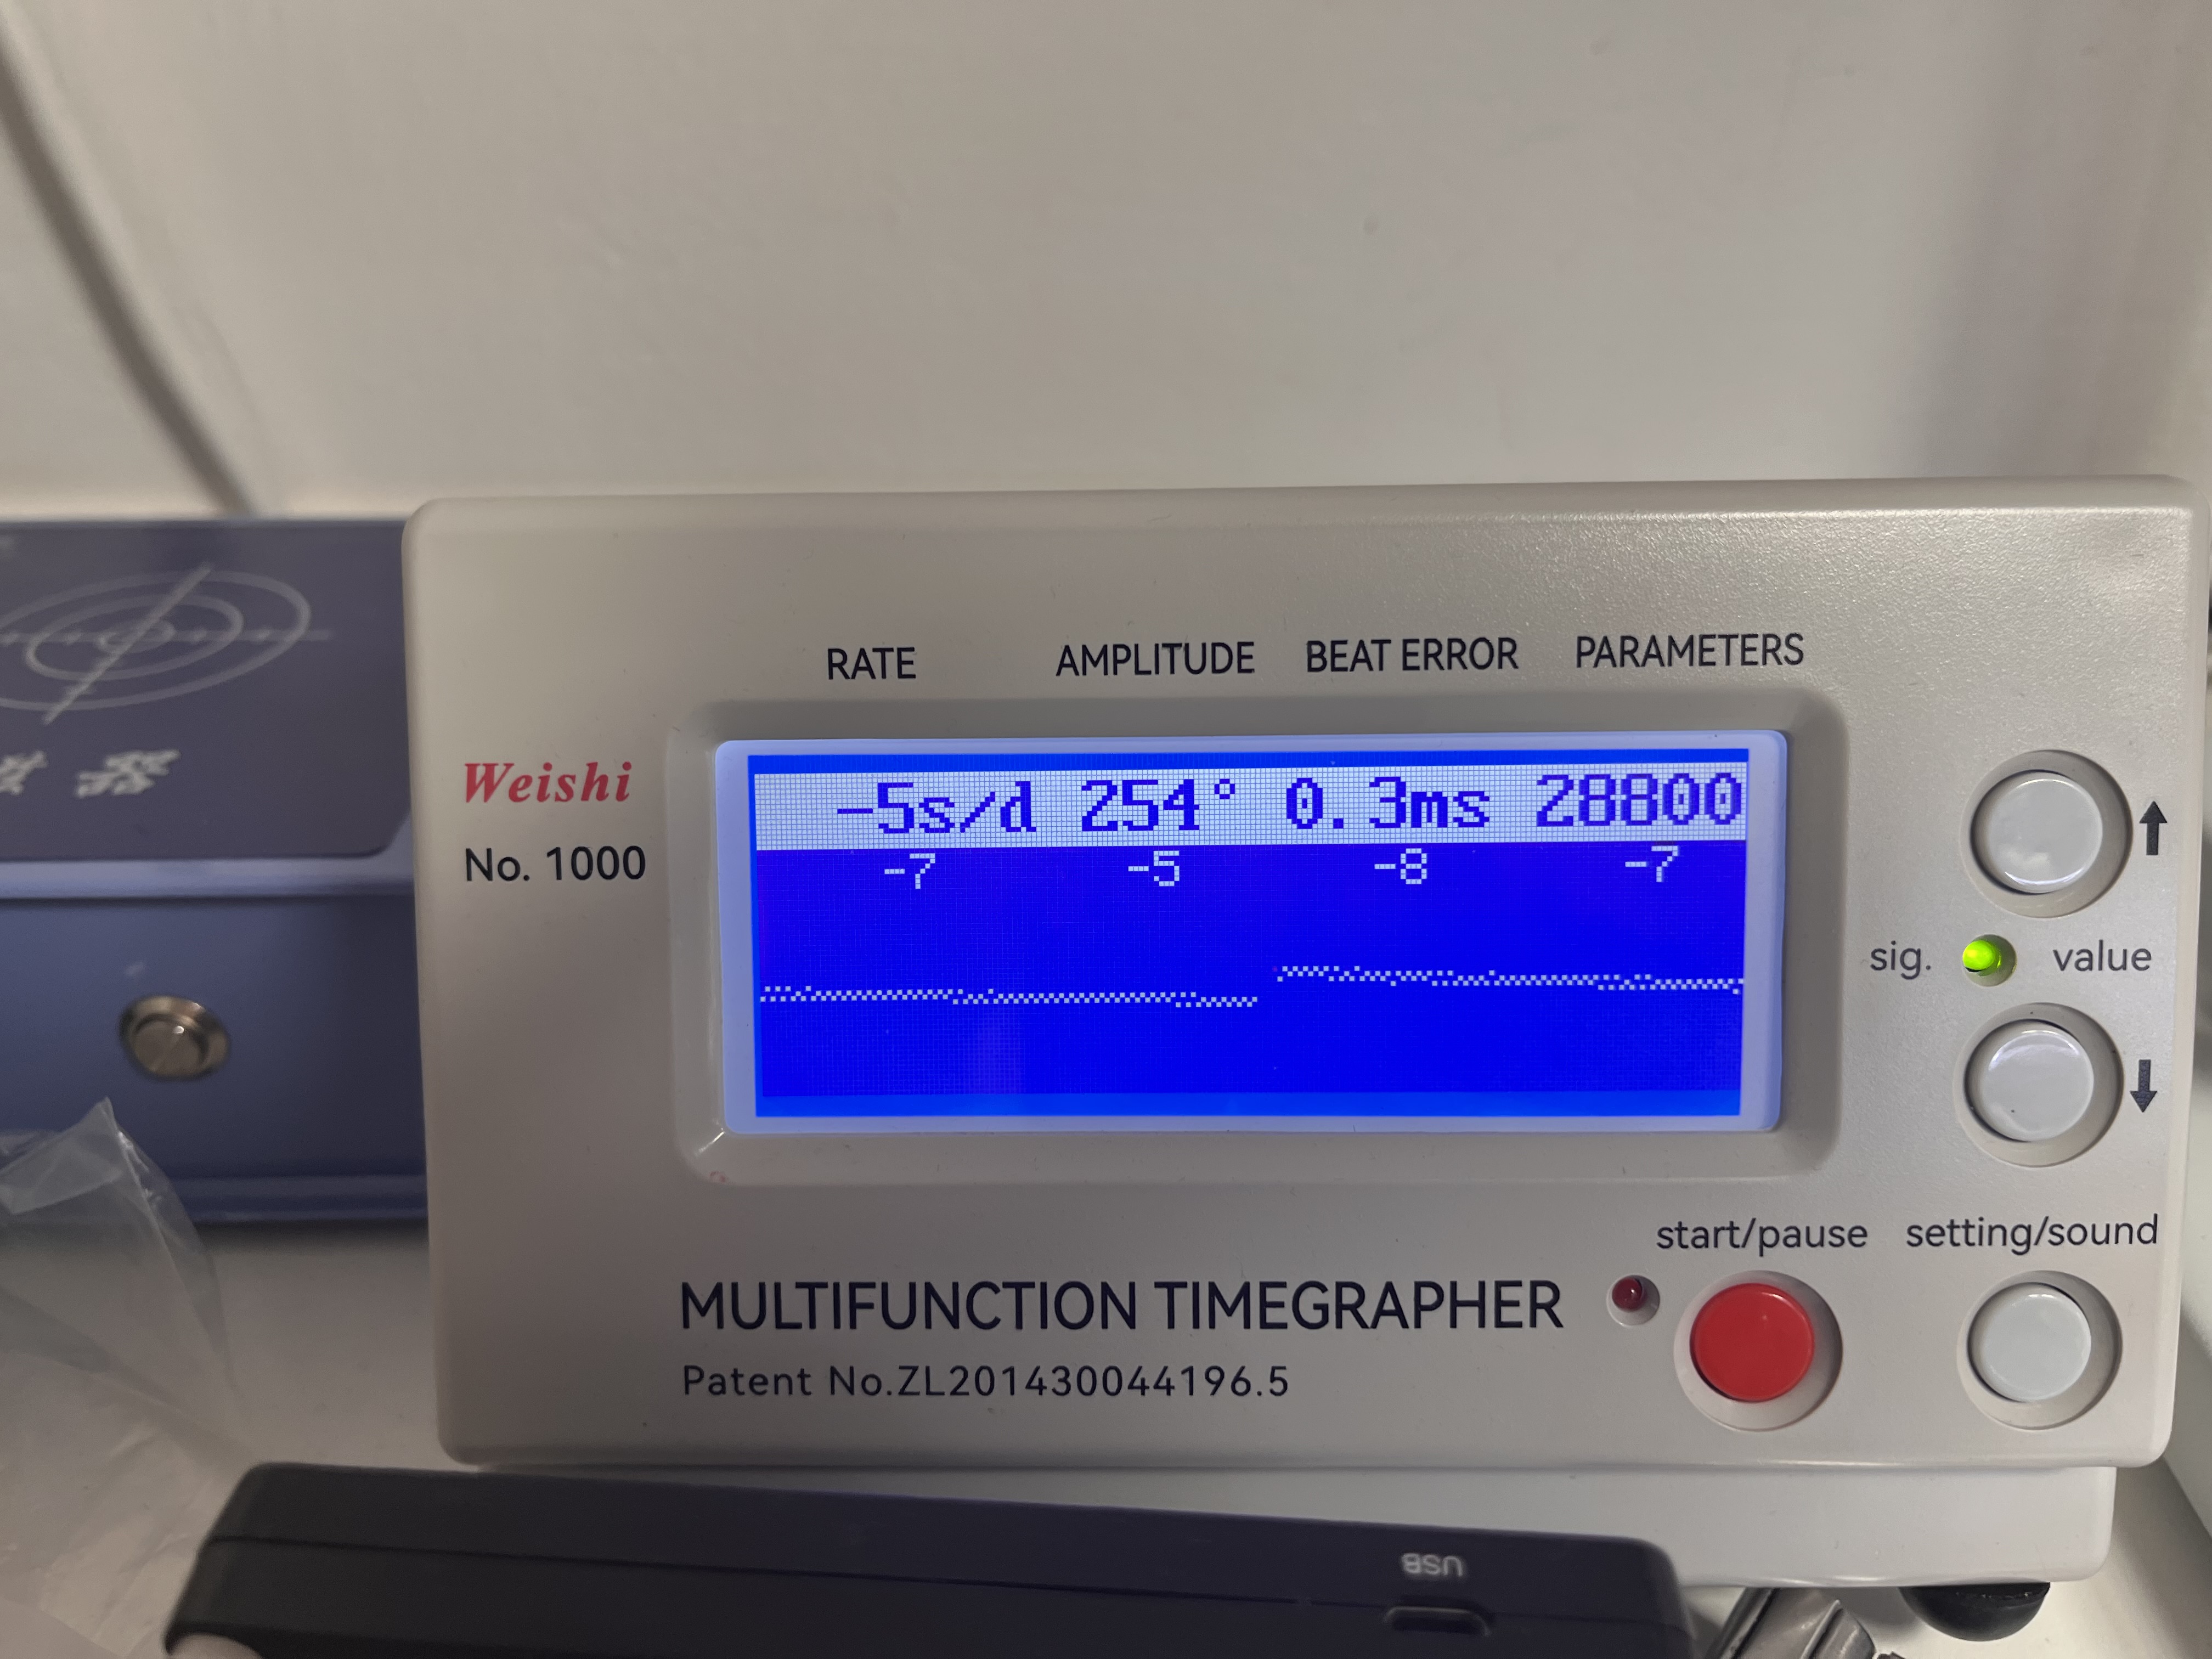 RATE AMPLITUDE BEAT ERROR PARAMETERS
Weishi
No. 1000
-5s/d 254° 0.3ms 28800
-7 -5 -8 -7
sig. value
start/pause setting/sound
MULTIFUNCTION TIMEGRAPHER
Patent No.ZL201430044196.5
器
USB